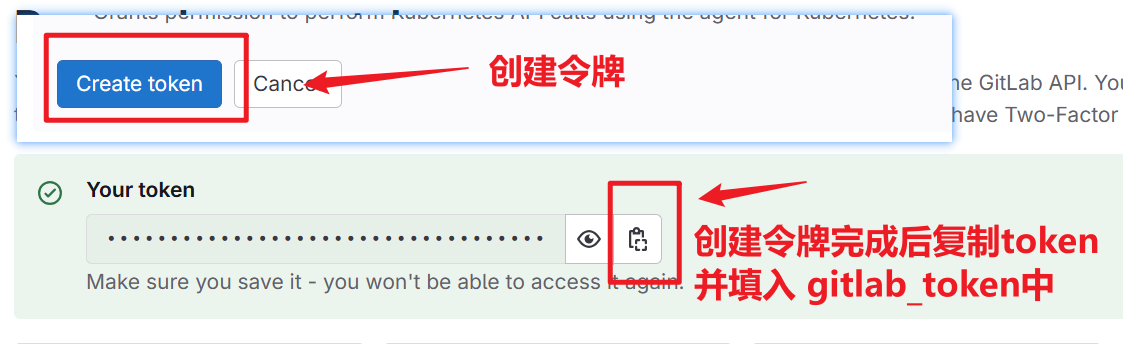 Grants permission to perform Kubernetes API calls using the agent for Kubernetes.
Create token
创建令牌
he GitLab API. You
have Two-Factor
Your token
Make sure you save it - you won't be able to access it again.
创建令牌完成后复制token
并填入 gitlab_token中